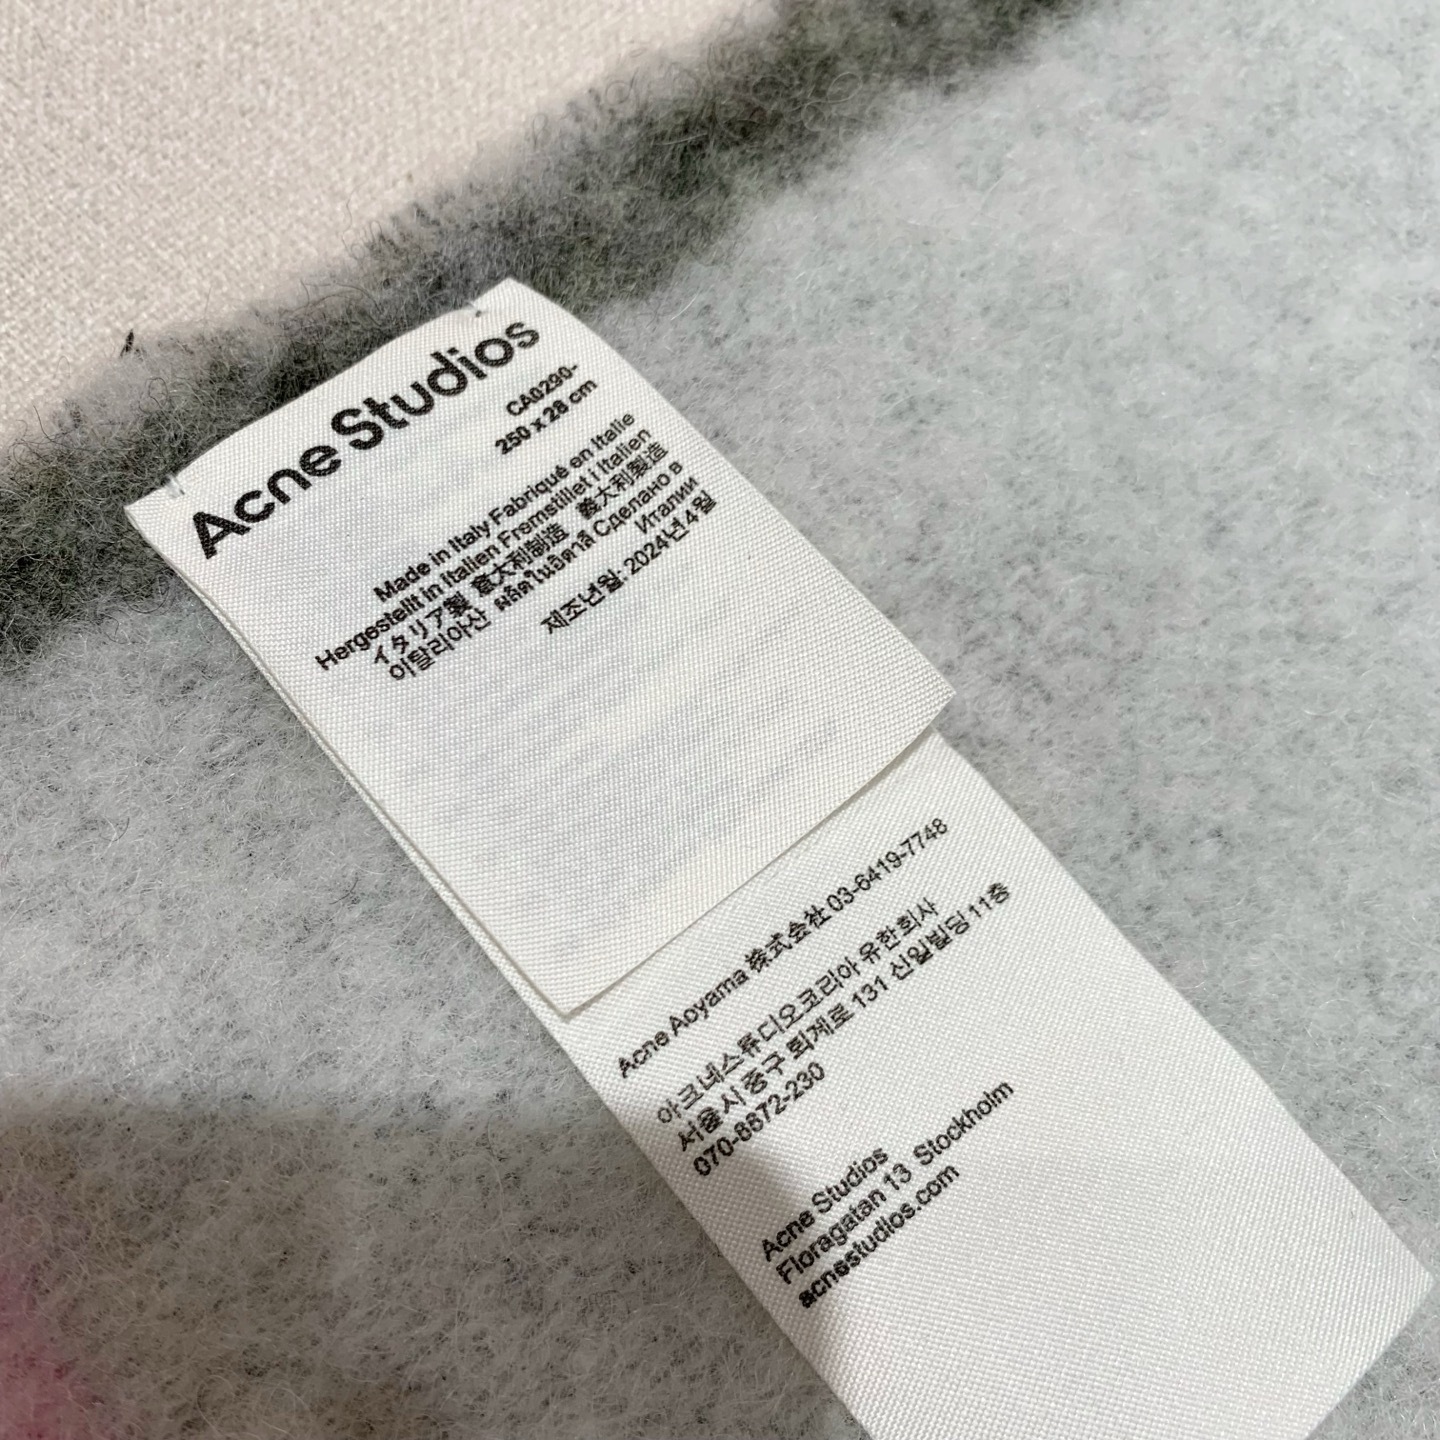 Acne Studios
CA0290-
250 x 28 cm
Made in Italy Fabriqué en Italie
Hergestellt in Italien Fremstillet i Italien
イタリア製 意大利制造 義大利製造
이탈리아산 ผลิตในอิตาลี Сделано в
Италии
제조년월: 2024년 4월
Acne Aoyama 株式会社 03-6419-7748
아크네스튜디오코리아 유한회사
서울시 중구 퇴계로 131 신일빌딩 11층
070-8872-230
Acne Studios
Floragatan 13 Stockholm
acnestudios.com